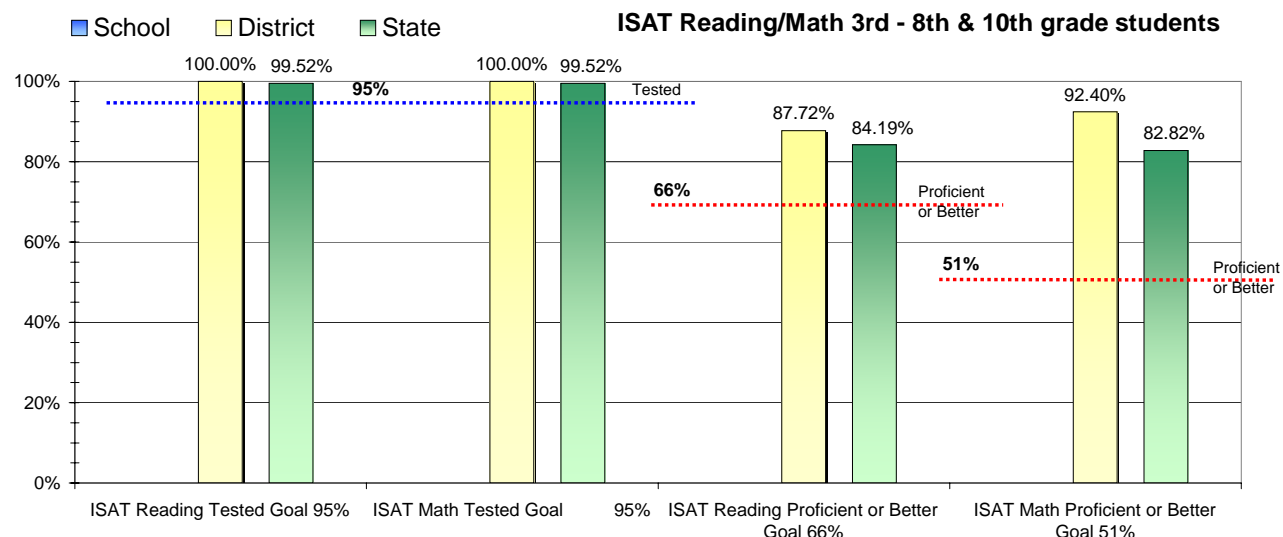 School District State
ISAT Reading/Math 3rd - 8th & 10th grade students
100.00% 99.52% 100.00% 99.52%
100%
95% Tested
87.72% 84.19% 92.40% 82.82%
80%
66% Proficient
or Better
60%
51% Proficient
or Better
40%
20%
0%
ISAT Reading Tested Goal 95% ISAT Math Tested Goal 95% ISAT Reading Proficient or Better ISAT Math Proficient or Better
Goal 66% Goal 51%